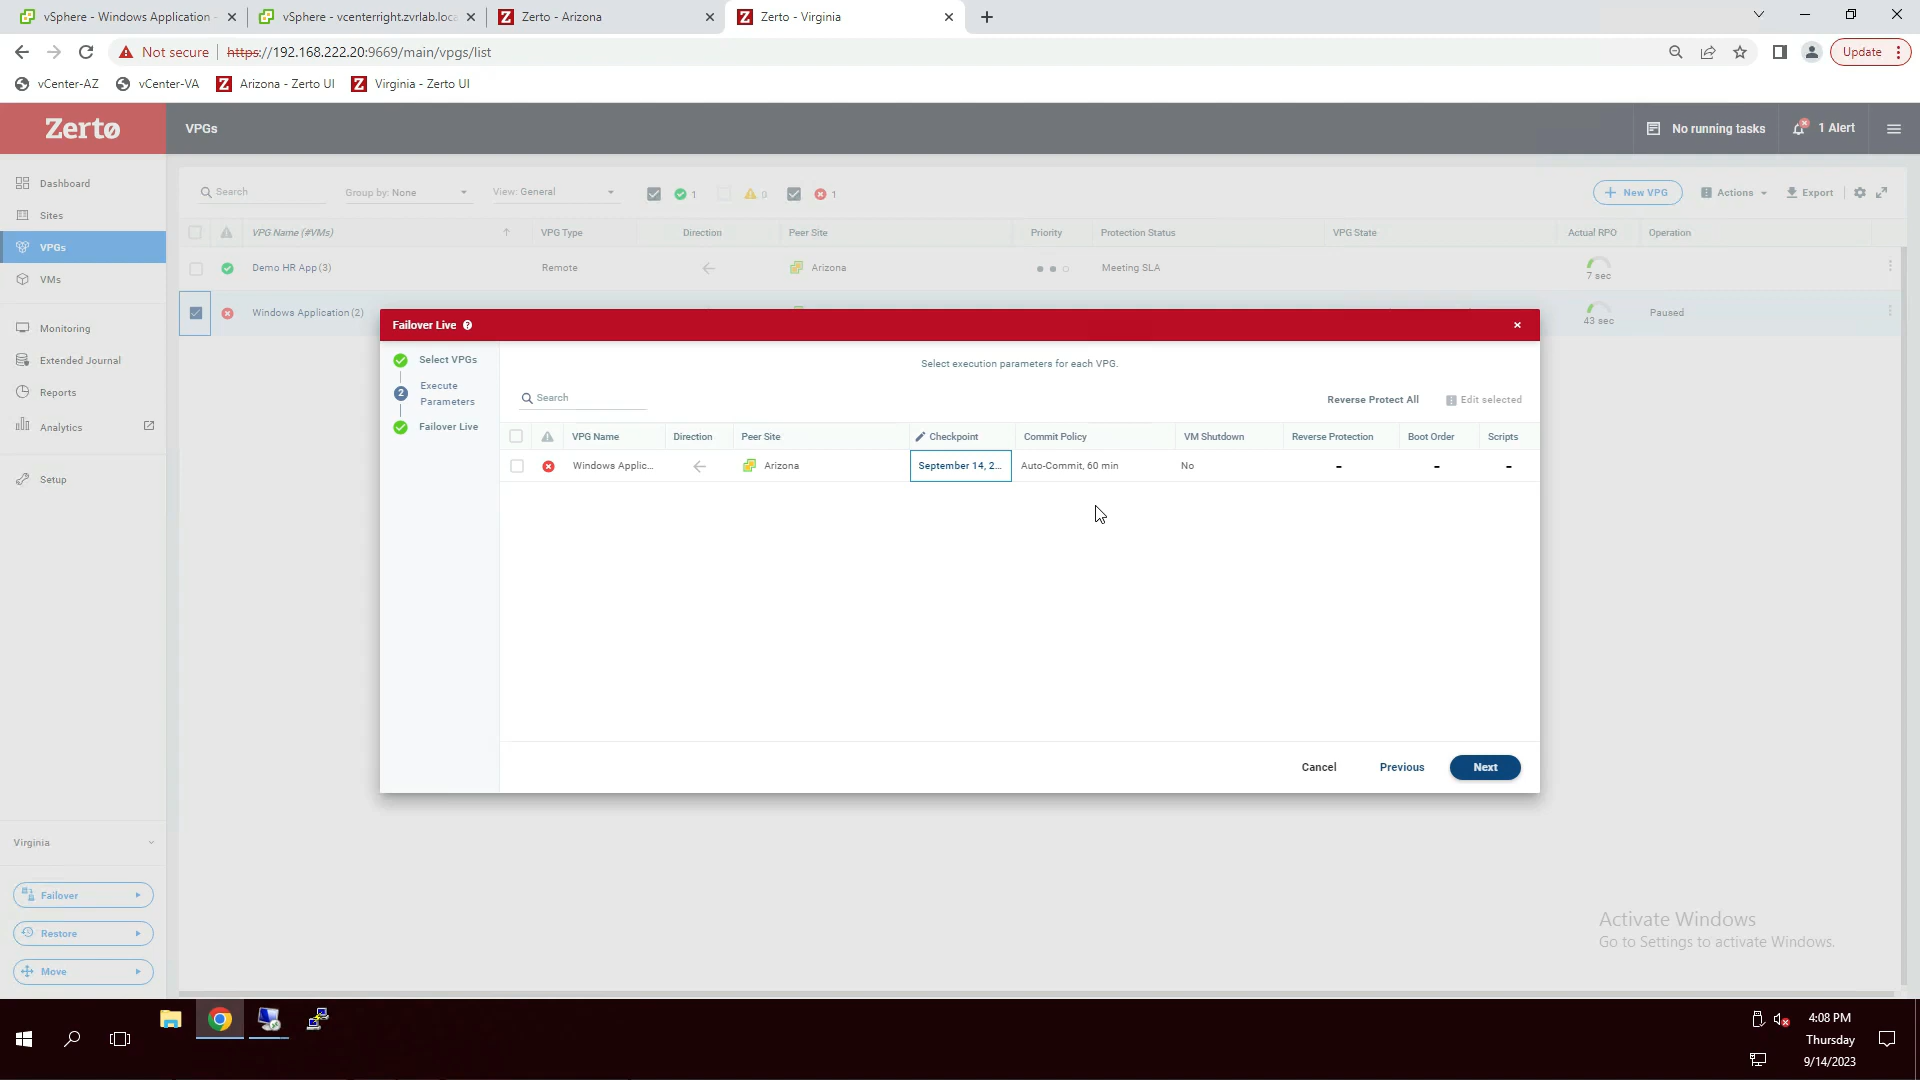 vSphere - Windows Application -
vSphere - vcenterright.zvrlab.loca
Zerto - Arizona
Zerto - Virginia
Not secure
https://192.168.222.20:9669/main/vpgs/list
Update
vCenter-AZ
vCenter-VA
Arizona - Zerto UI
Virginia - Zerto UI
Zerto
VPGs
No running tasks
1 Alert
Dashboard
Sites
VPGs
VMs
Monitoring
Extended Journal
Reports
Analytics
Setup
Search
Group by: None
View: General
1
0
1
New VPG
Actions
Export
VPG Name (#VMs)
VPG Type
Direction
Peer Site
Priority
Protection Status
VPG State
Actual RPO
Operation
Demo HR App (3)
Remote
Arizona
Meeting SLA
7 sec
Windows Application (2)
43 sec
Paused
Failover Live
Select VPGs
2
Execute Parameters
Failover Live
Select execution parameters for each VPG.
Search
Reverse Protect All
Edit selected
VPG Name
Direction
Peer Site
Checkpoint
Commit Policy
VM Shutdown
Reverse Protection
Boot Order
Scripts
Windows Applic...
Arizona
September 14, 2...
Auto-Commit, 60 min
No
-
-
-
Cancel
Previous
Next
Virginia
Failover
Restore
Move
Activate Windows
Go to Settings to activate Windows.
4:08 PM
Thursday
9/14/2023